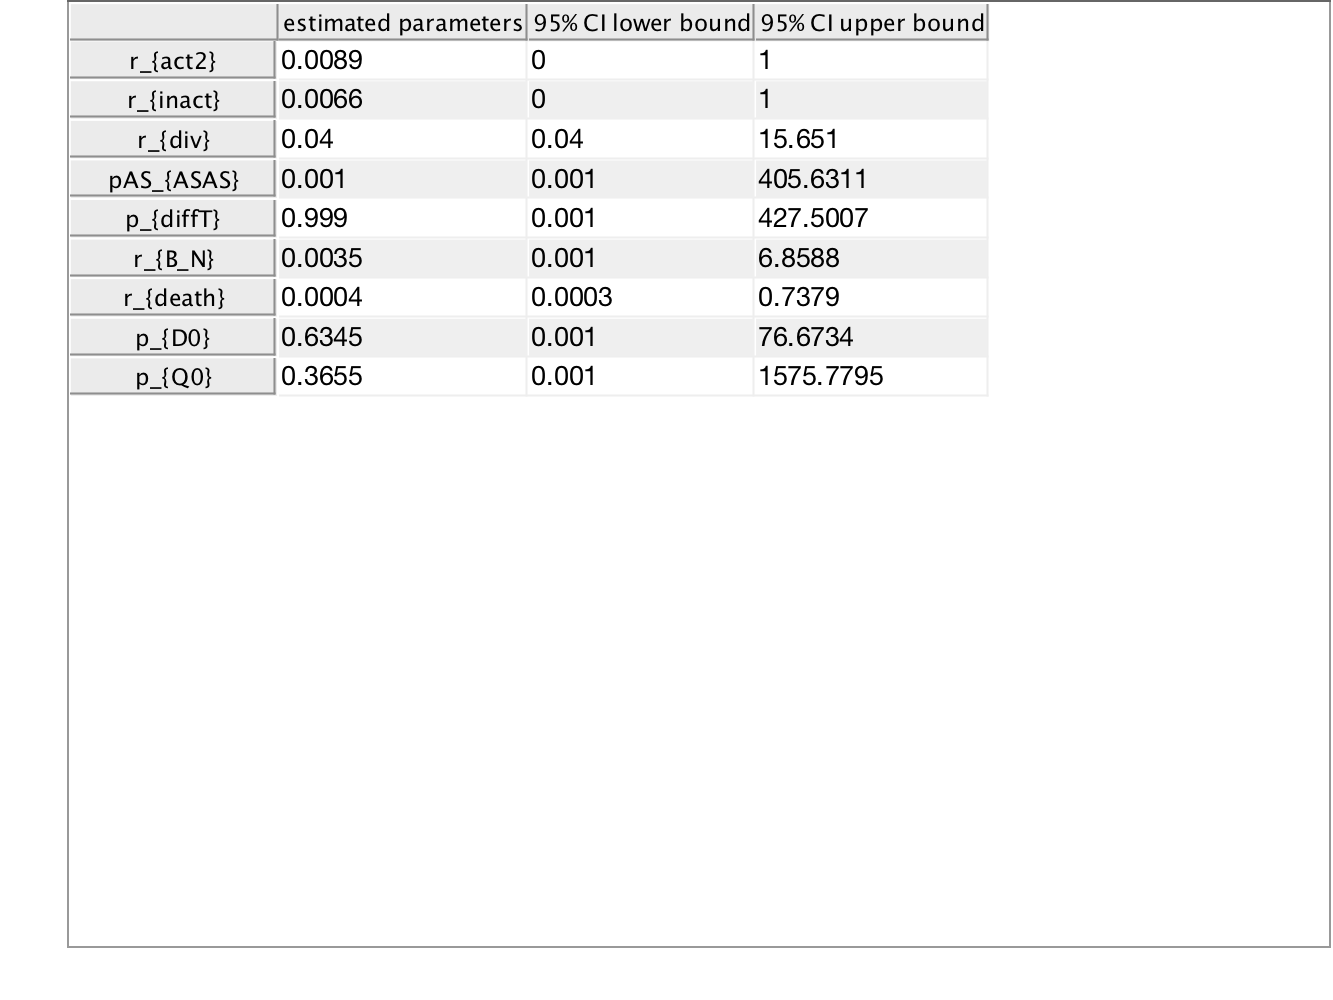 estimated parameters 95% CI lower bound 95% CI upper bound
r_{act2} 0.0089 0 1
r_{inact} 0.0066 0 1
r_{div} 0.04 0.04 15.651
pAS_{ASAS} 0.001 0.001 405.6311
p_{diffT} 0.999 0.001 427.5007
r_{B_N} 0.0035 0.001 6.8588
r_{death} 0.0004 0.0003 0.7379
p_{D0} 0.6345 0.001 76.6734
p_{Q0} 0.3655 0.001 1575.7795